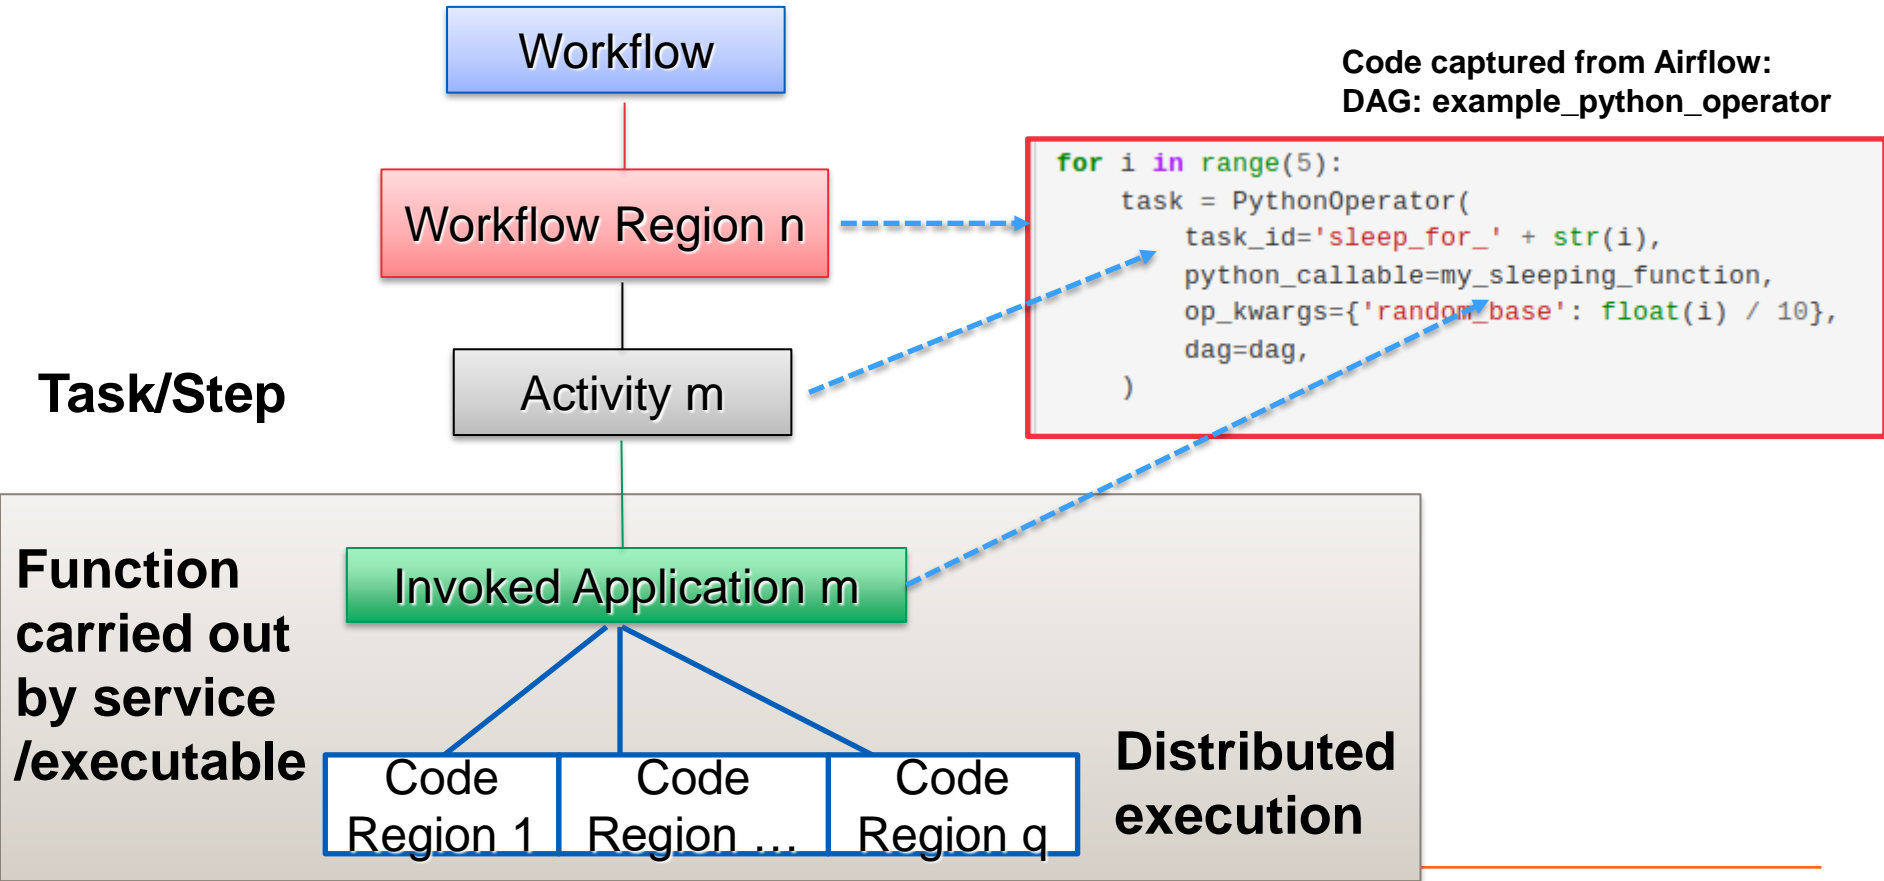 Workflow
Code captured from Airflow:
DAG: example_python_operator
for i in range(5):
    task = PythonOperator(
        task_id='sleep_for_' + str(i),
        python_callable=my_sleeping_function,
        op_kwargs={'random_base': float(i) / 10},
        dag=dag,
    )
Workflow Region n
Task/Step
Activity m
Function
carried out
by service
/executable
Invoked Application m
Code
Region 1
Code
Region ...
Code
Region q
Distributed
execution